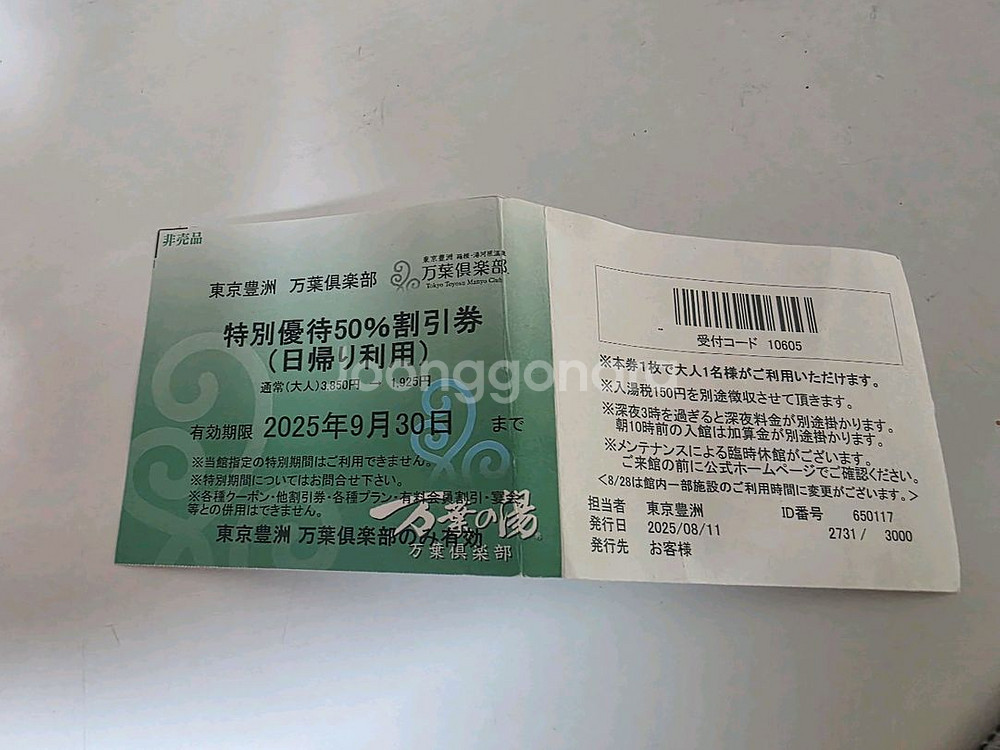 非売品
東京豊洲 万葉倶楽部
東京豊洲 箱根・湯河原温泉
万葉倶楽部
Tokyo Toyosu Manyo Club
特別優待50%割引券
(日帰り利用)
通常(大人)3,850円 ― 1,925円
有効期限 2025年9月30日 まで
※当館指定の特別期間はご利用できません。
※特別期間についてはお問合せ下さい。
※各種クーポン・他割引券・各種プラン・有料会員割引・宴会
等との併用はできません。
東京豊洲 万葉倶楽部のみ有効
万葉の湯
万葉倶楽部
受付コード 10605
※本券1枚で大人1名様がご利用いただけます。
※入湯税150円を別途徴収させて頂きます。
※深夜3時を過ぎると深夜料金が別途掛かります。
朝10時前の入館は加算金が別途掛かります。
※メンテナンスによる臨時休館がございます。
ご来館の前に公式ホームページでご確認ください。
<8/28は館内一部施設のご利用時間に変更がございます。>
担当者 東京豊洲 ID番号 650117
発行日 2025/08/11 2731/ 3000
発行先 お客様
joonggonara